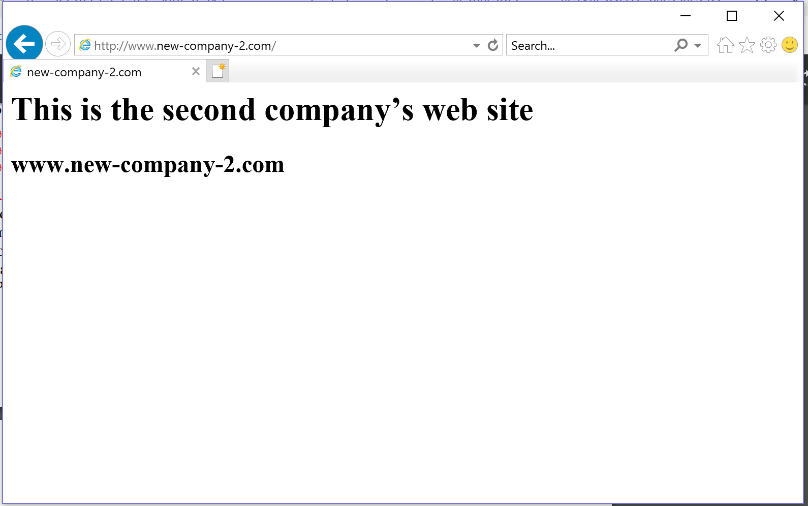 http://www.new-company-2.com/
Search...
new-company-2.com
This is the second company’s web site
www.new-company-2.com